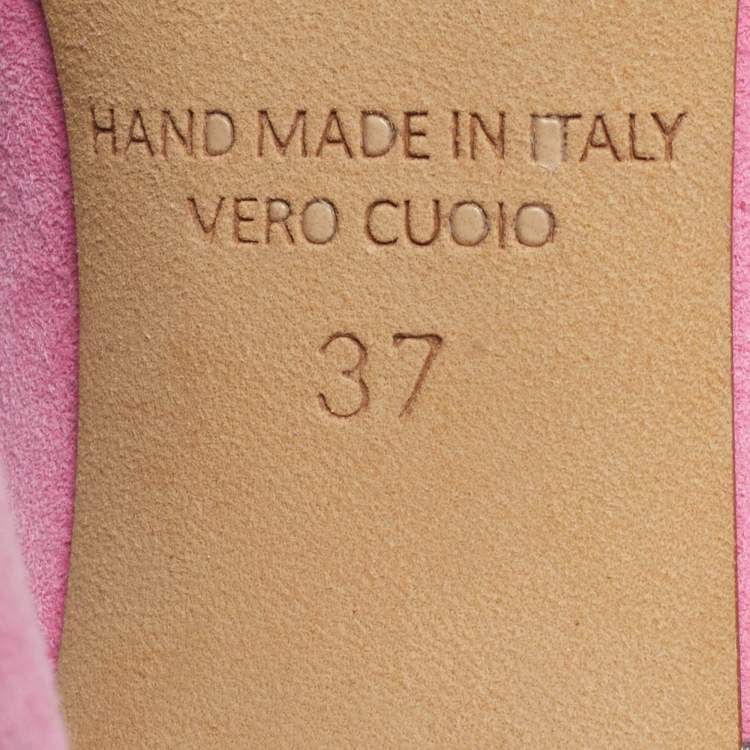 HAND MADE IN ITALY
VERO CUOIO
37